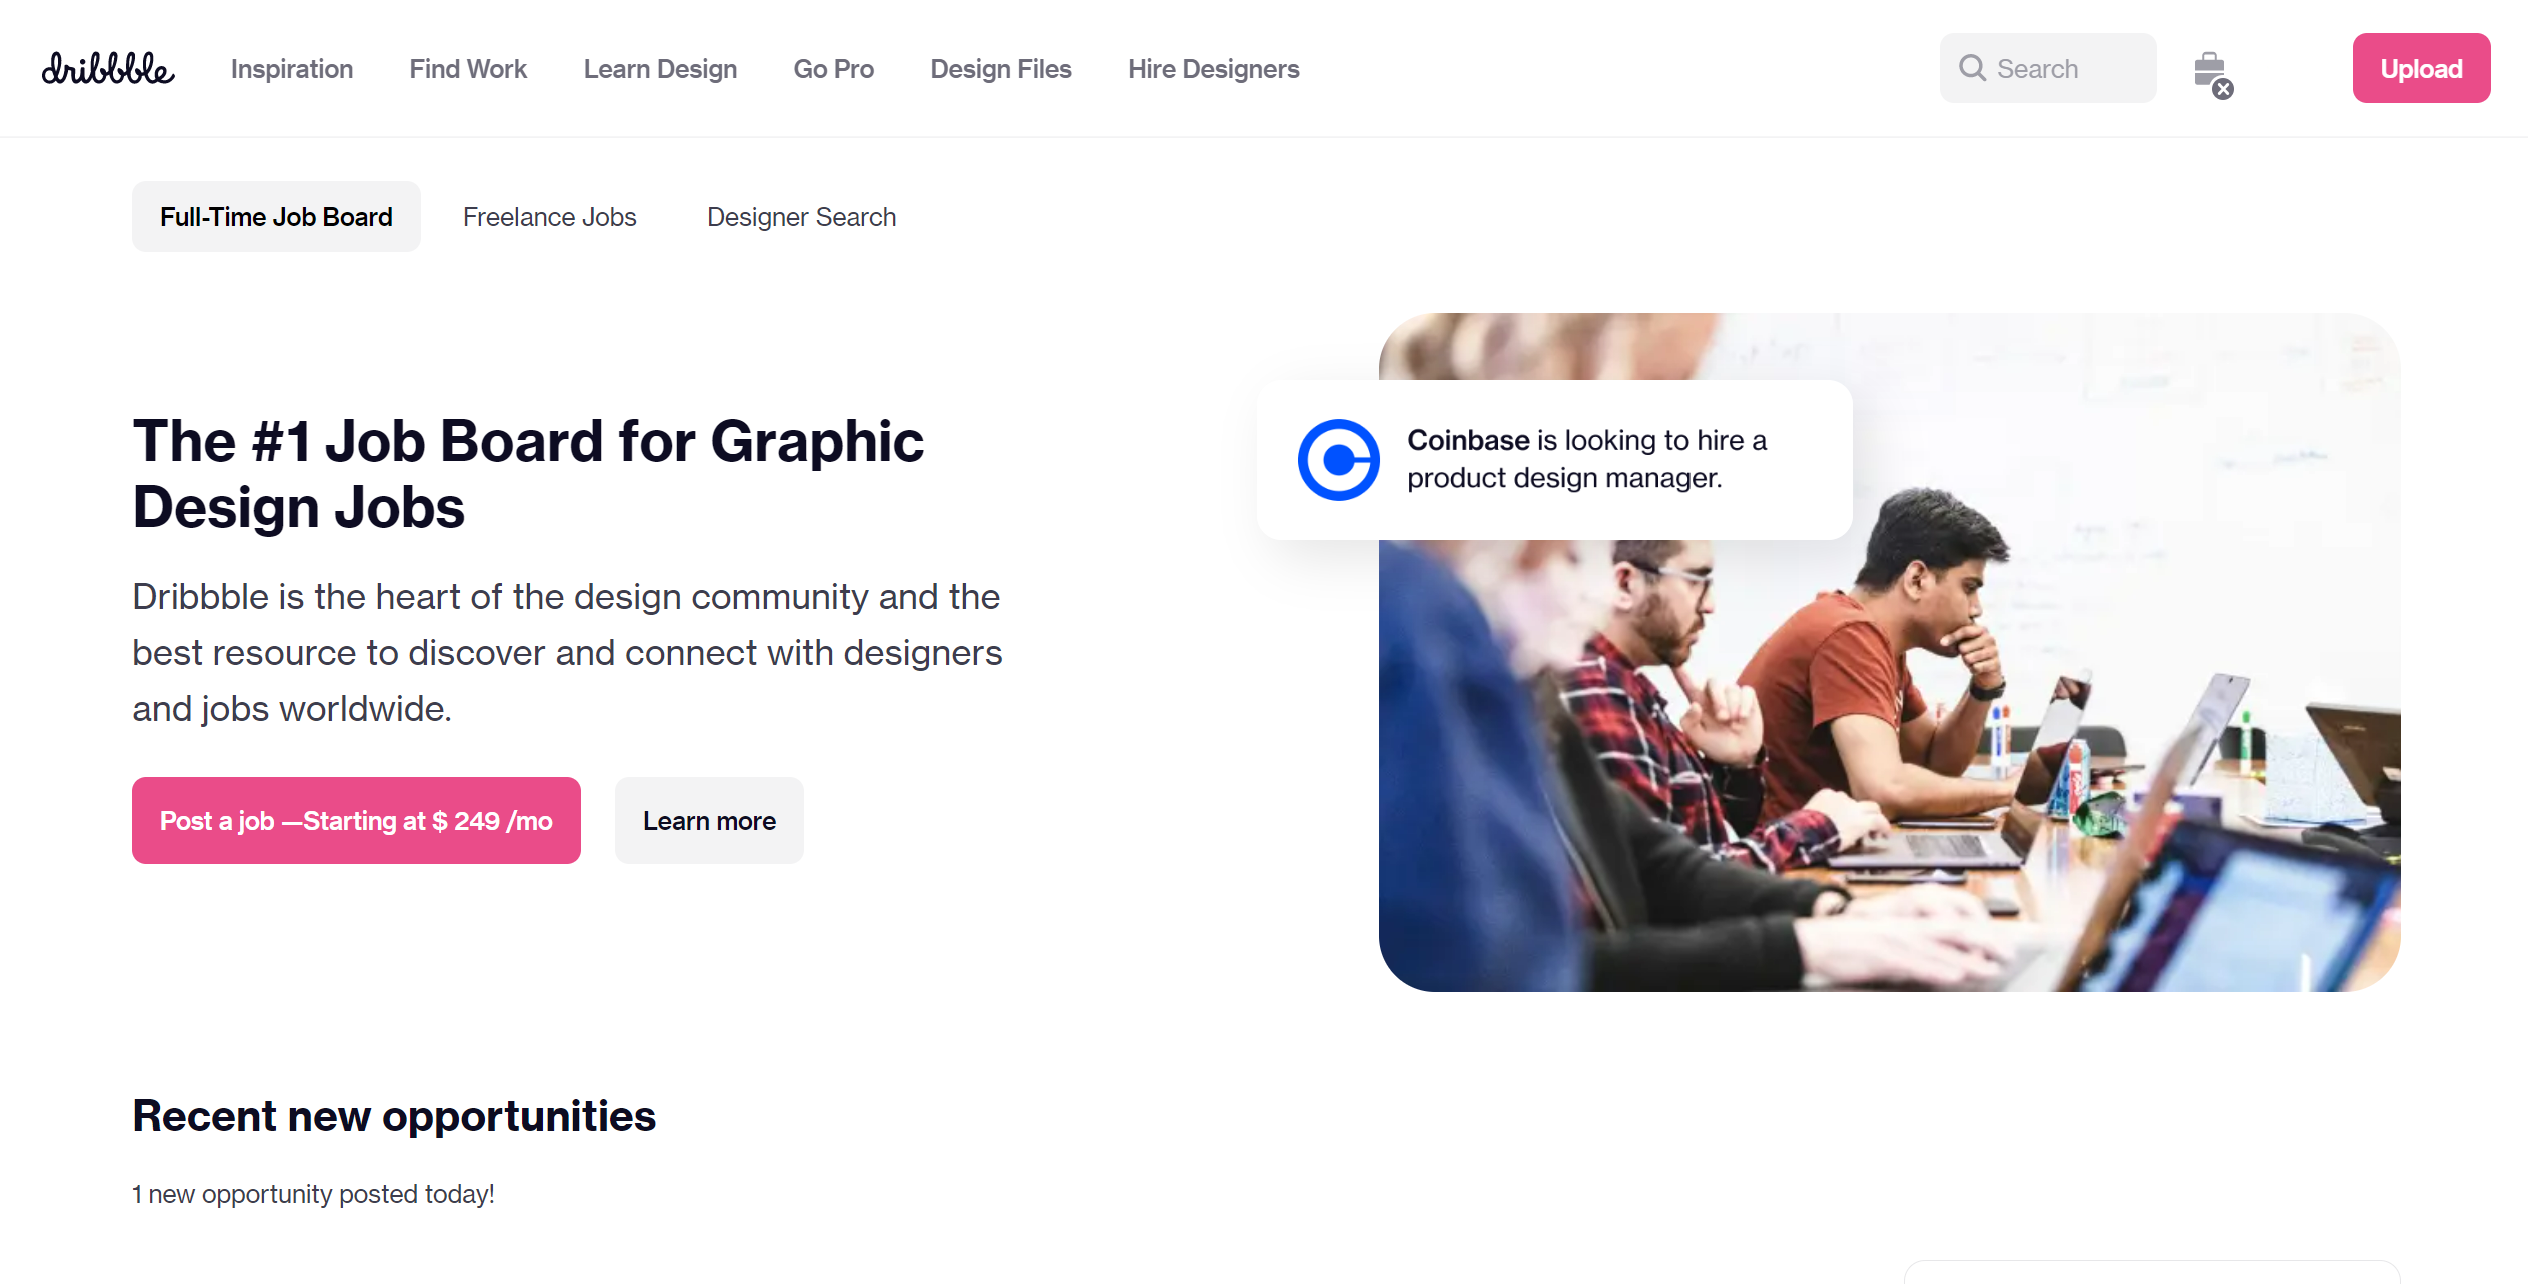 dribbble Inspiration Find Work Learn Design Go Pro Design Files Hire Designers Search Upload
Full-Time Job Board Freelance Jobs Designer Search
The #1 Job Board for Graphic
Design Jobs
Dribbble is the heart of the design community and the
best resource to discover and connect with designers
and jobs worldwide.
Post a job —Starting at $ 249 /mo Learn more
Coinbase is looking to hire a
product design manager.
Recent new opportunities
1 new opportunity posted today!